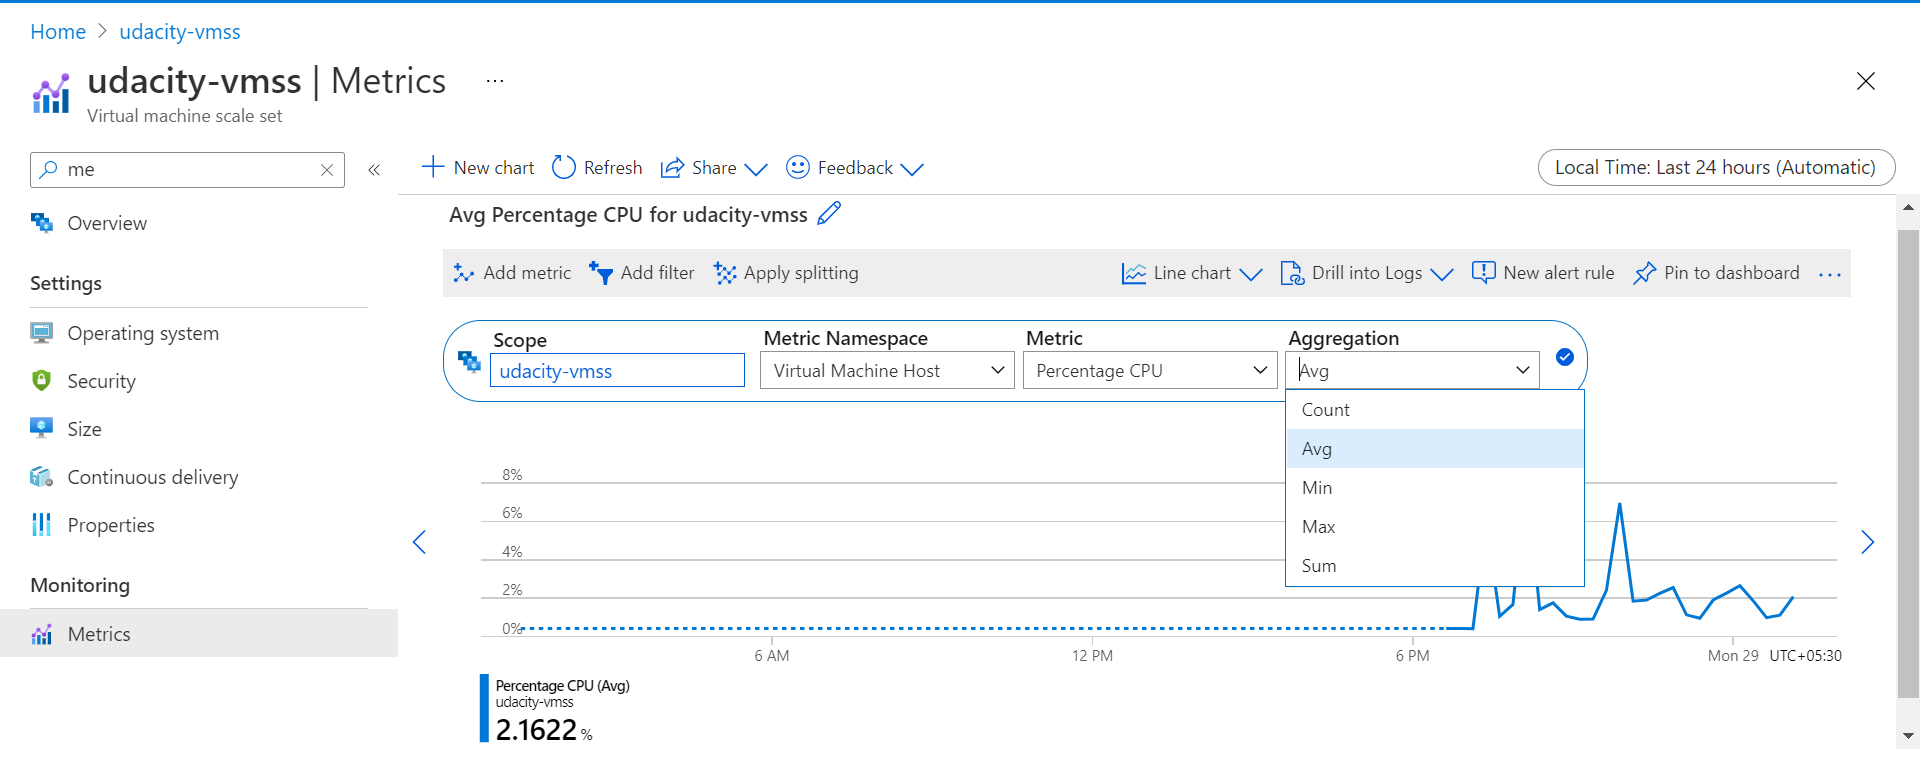 Home > udacity-vmss
udacity-vmss | Metrics ...
Virtual machine scale set
me
«
New chart
Refresh
Share
Feedback
Local Time: Last 24 hours (Automatic)
Overview
Settings
Operating system
Security
Size
Continuous delivery
Properties
Monitoring
Metrics
Avg Percentage CPU for udacity-vmss
Add metric
Add filter
Apply splitting
Line chart
Drill into Logs
New alert rule
Pin to dashboard
...
Scope
udacity-vmss
Metric Namespace
Virtual Machine Host
Metric
Percentage CPU
Aggregation
Avg
Count
Avg
Min
Max
Sum
8%
6%
4%
2%
0%
6 AM
12 PM
6 PM
Mon 29
UTC+05:30
Percentage CPU (Avg)
udacity-vmss
2.1622 %